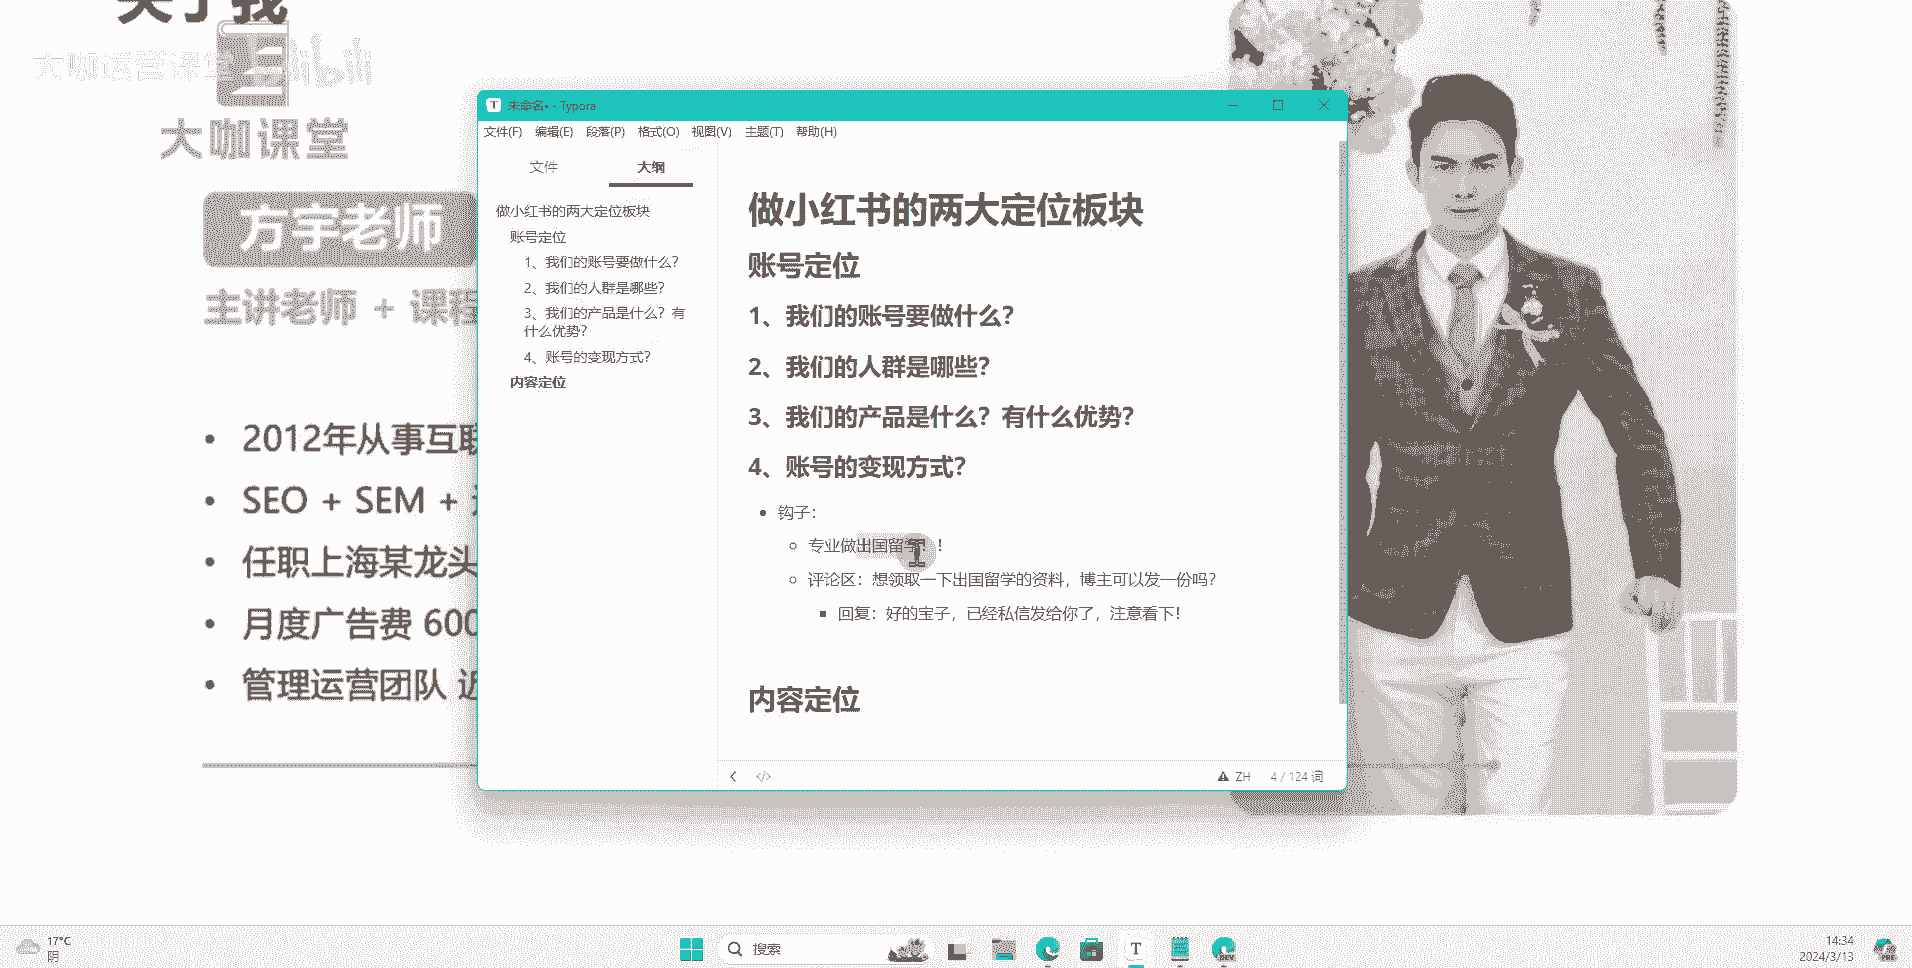 关于我
大咖运营课堂 bilibili
大咖课堂
方宇老师
主讲老师 + 课程
• 2012年从事互联
• SEO + SEM +
• 任职上海某龙头
• 月度广告费 600
• 管理运营团队 近
未命名• - Typora
文件(F) 编辑(E) 段落(P) 格式(O) 视图(V) 主题(T) 帮助(H)
文件 大纲
做小红书的两大定位板块
账号定位
1、我们的账号要做什么？
2、我们的人群是哪些？
3、我们的产品是什么？有
什么优势？
4、账号的变现方式？
内容定位
做小红书的两大定位板块
账号定位
1、我们的账号要做什么？
2、我们的人群是哪些？
3、我们的产品是什么？有什么优势？
4、账号的变现方式？
• 钩子：
专业做出国留学！！
评论区：想领取一下出国留学的资料，博主可以发一份吗？
回复：好的宝子，已经私信发给你了，注意看下！
内容定位
ZH 4 / 124 词
17°C
阴
搜索
DEV
14:34
2024/3/13
PRE